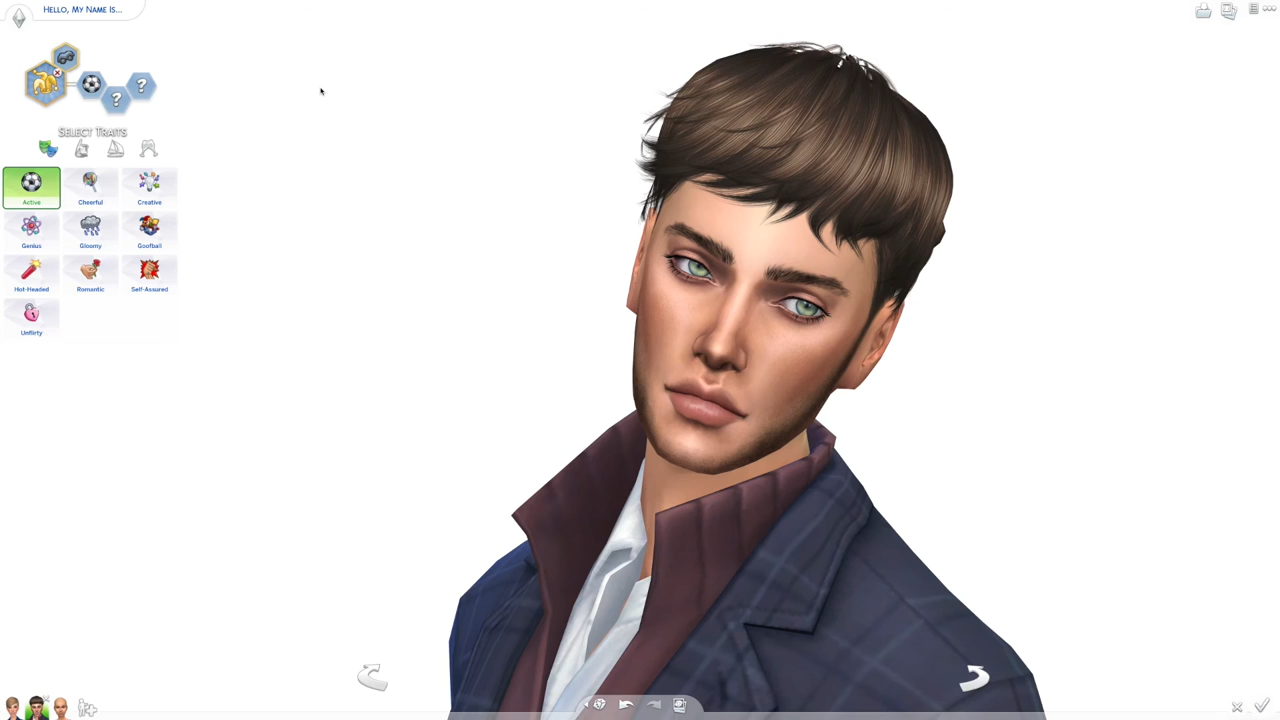 Hello, My Name Is...
? ?
Select Traits
Active Cheerful Creative
Genius Gloomy Goofball
Hot-Headed Romantic Self-Assured
Unflirty